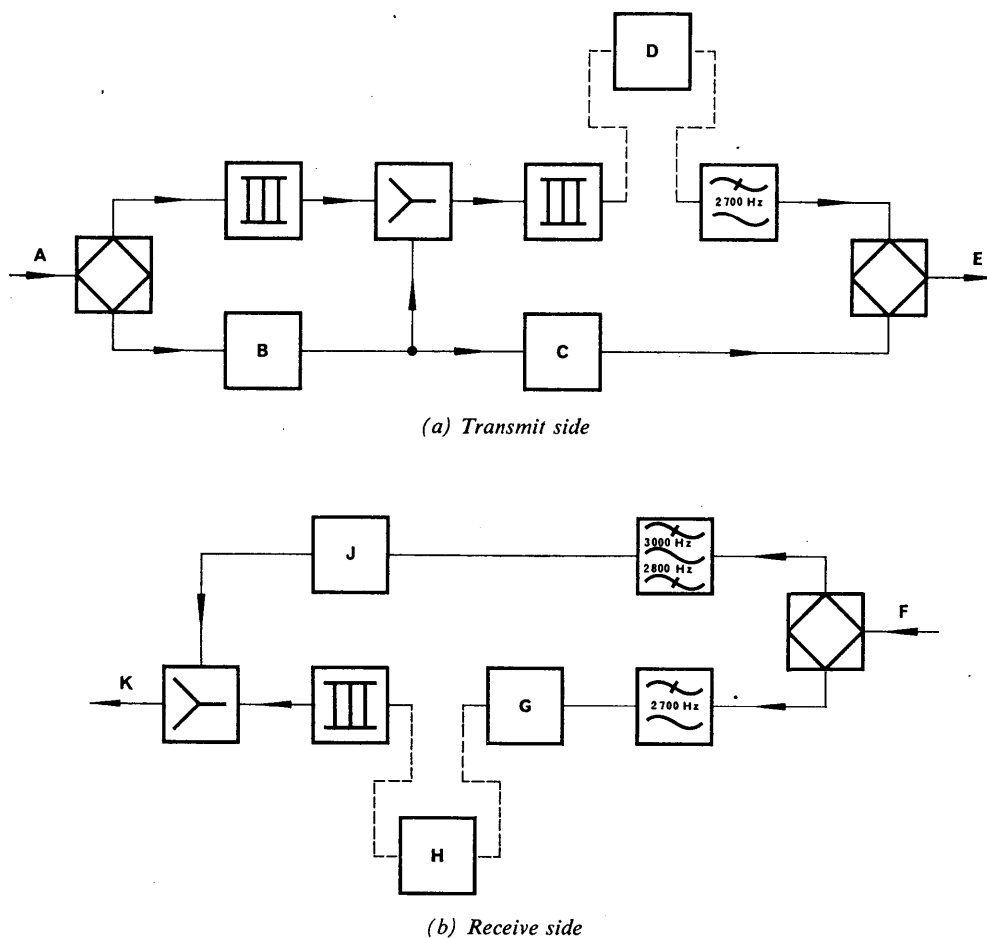 D
2700 Hz
A
E
B
C
(a) Transmit side
J
3000 Hz
2800 Hz
F
K
G
2700 Hz
H
(b) Receive side